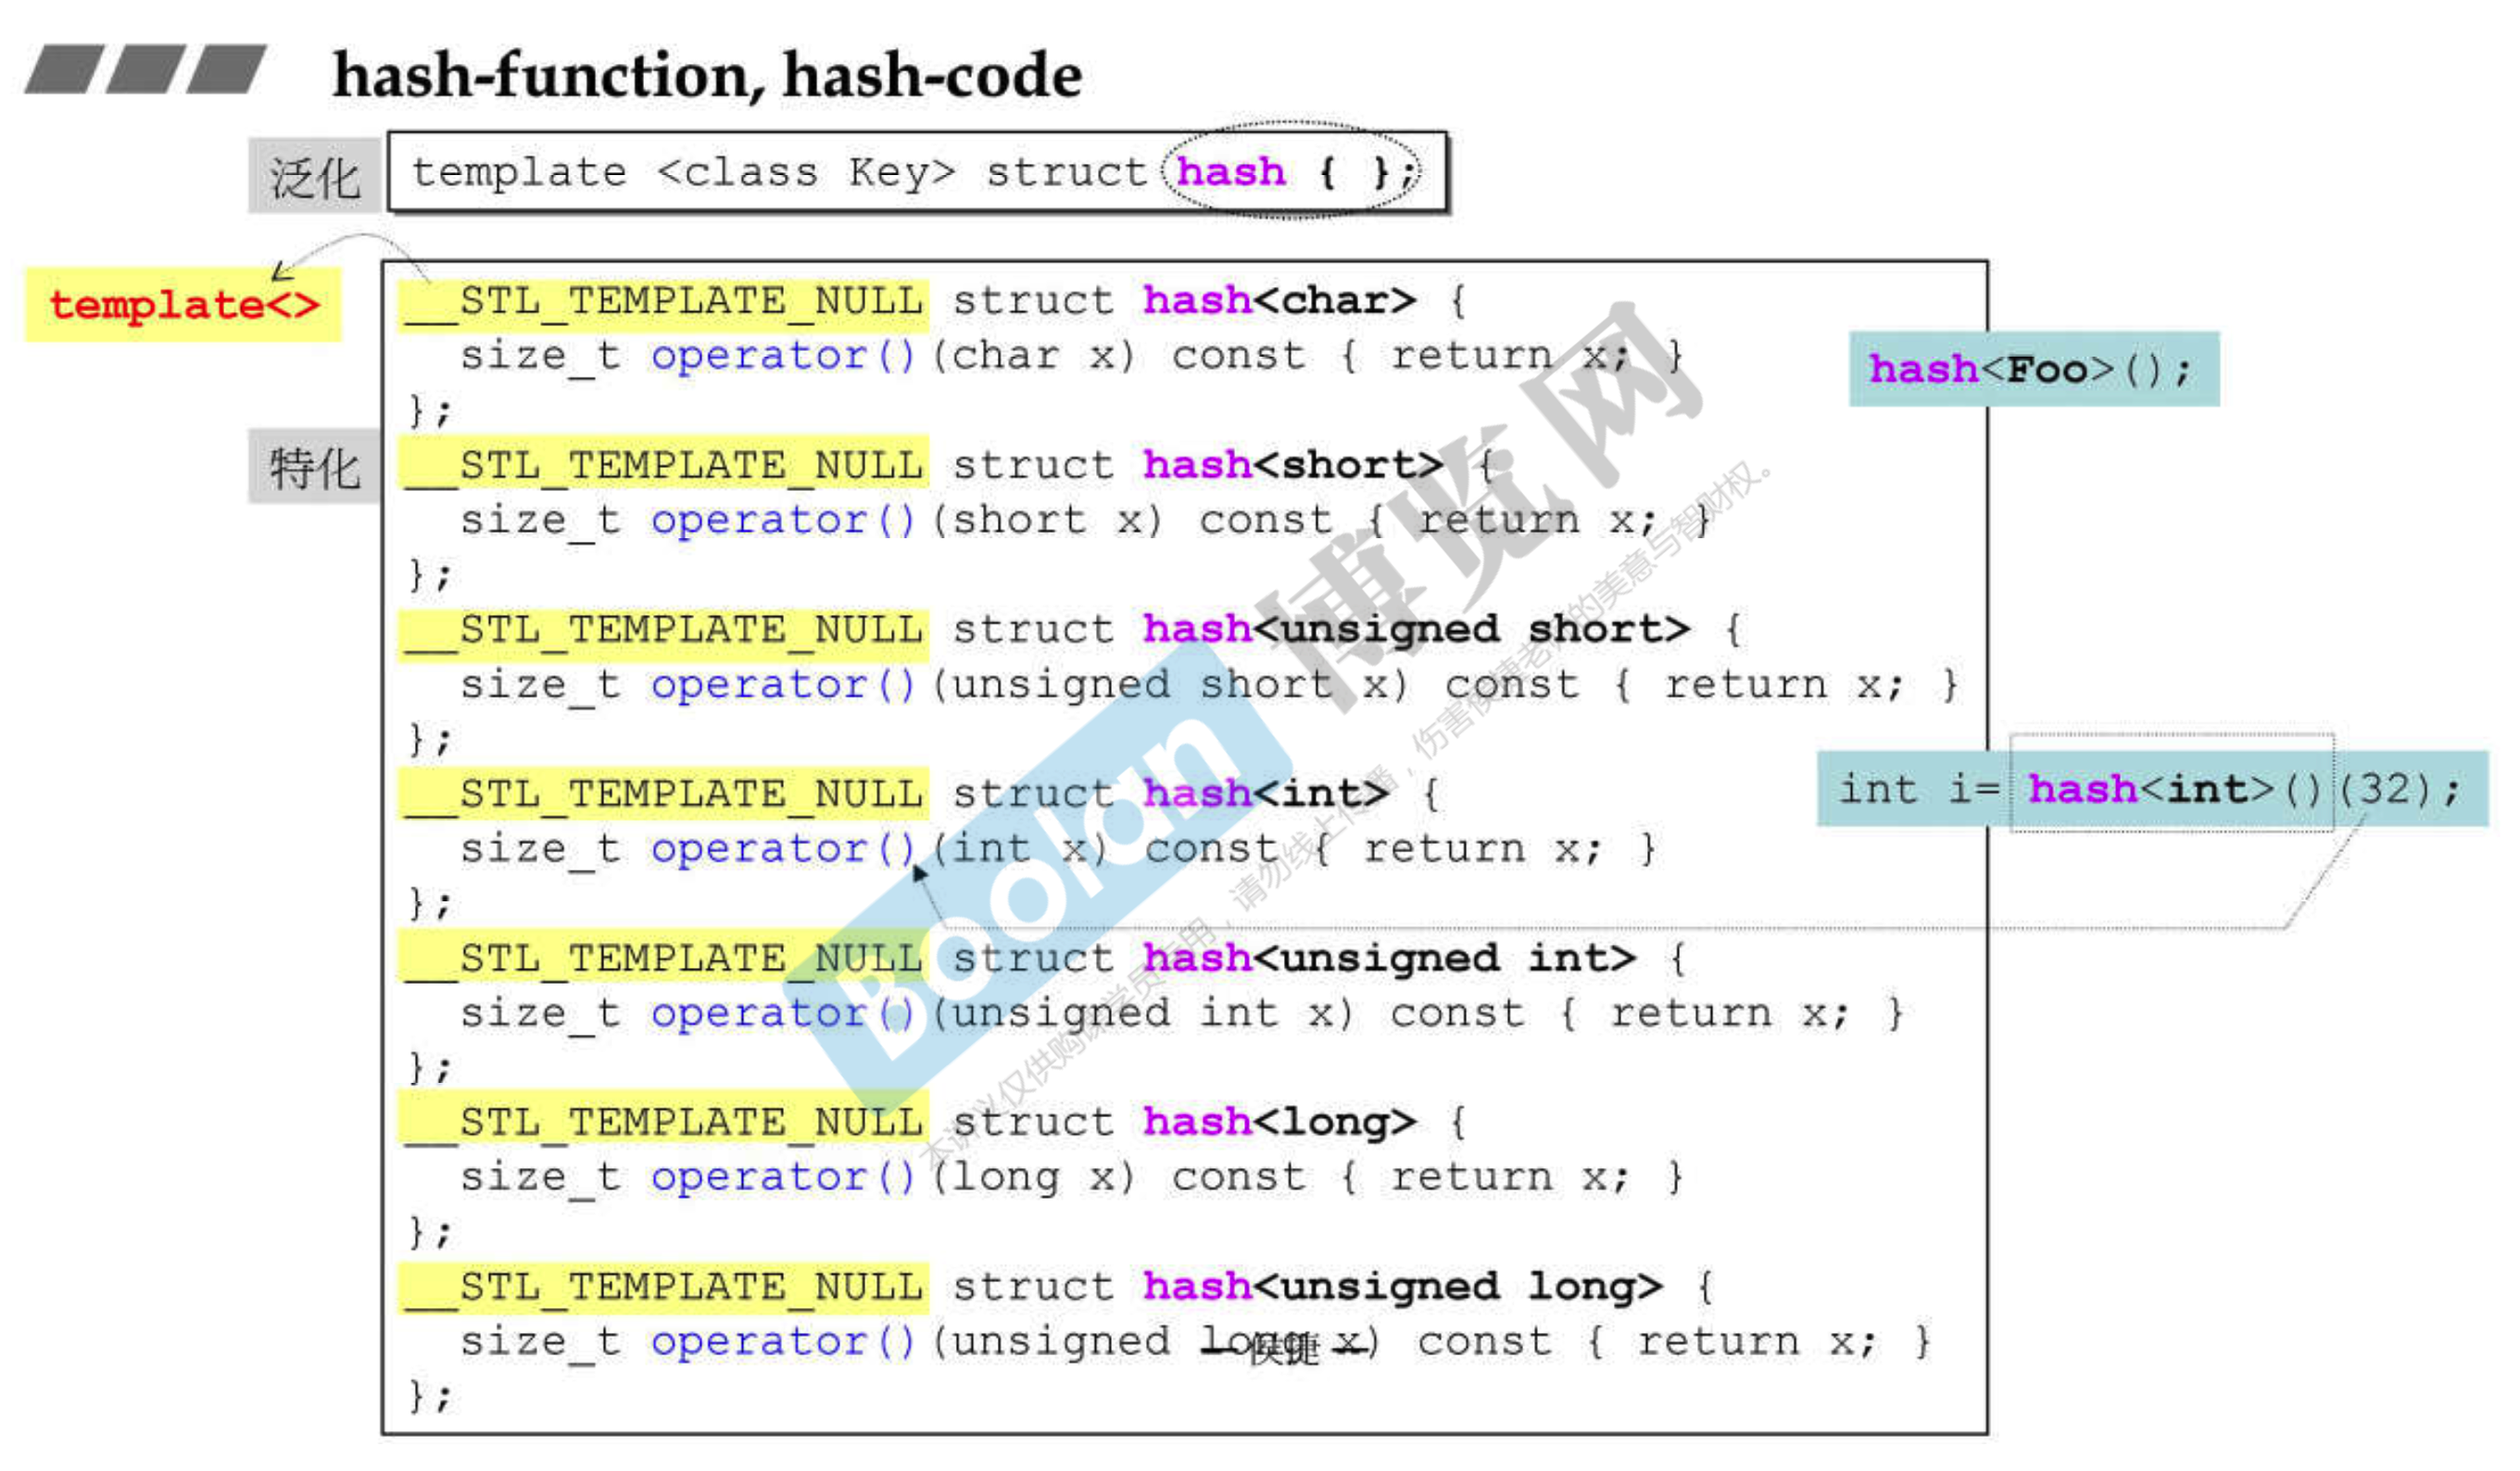 hash-function, hash-code
泛化
template <class Key> struct hash { };
template<>
__STL_TEMPLATE_NULL struct hash<char> {
size_t operator()(char x) const { return x; }
};
hash<Foo>();
特化
__STL_TEMPLATE_NULL struct hash<short> {
size_t operator()(short x) const { return x; }
};
__STL_TEMPLATE_NULL struct hash<unsigned short> {
size_t operator()(unsigned short x) const { return x; }
};
__STL_TEMPLATE_NULL struct hash<int> {
size_t operator()(int x) const { return x; }
};
int i= hash<int>()(32);
__STL_TEMPLATE_NULL struct hash<unsigned int> {
size_t operator()(unsigned int x) const { return x; }
};
__STL_TEMPLATE_NULL struct hash<long> {
size_t operator()(long x) const { return x; }
};
__STL_TEMPLATE_NULL struct hash<unsigned long> {
size_t operator()(unsigned long x) const { return x; }
};
— 侯捷 —
Boolan 博览网
本讲义仅供购课学员专用，请勿线上传播，伤害侯捷老师的美意与智财权。